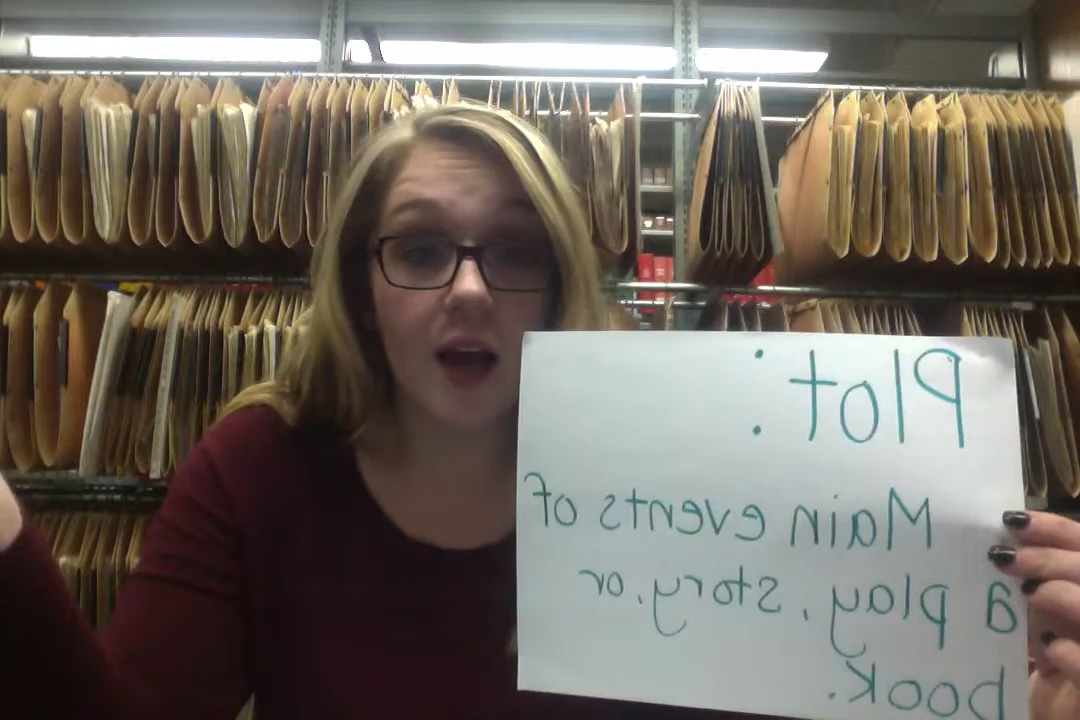 Plot:
Main events of
a play, story, or
book.